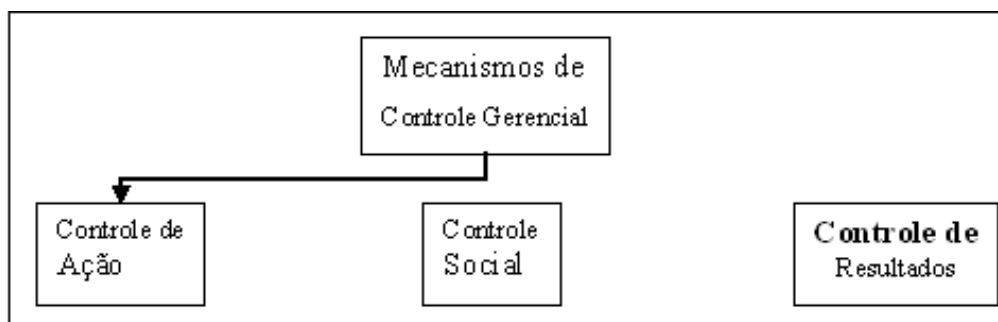 Mecanismos de
Controle Gerencial
Controle de
Ação
Controle
Social
Controle de
Resultados